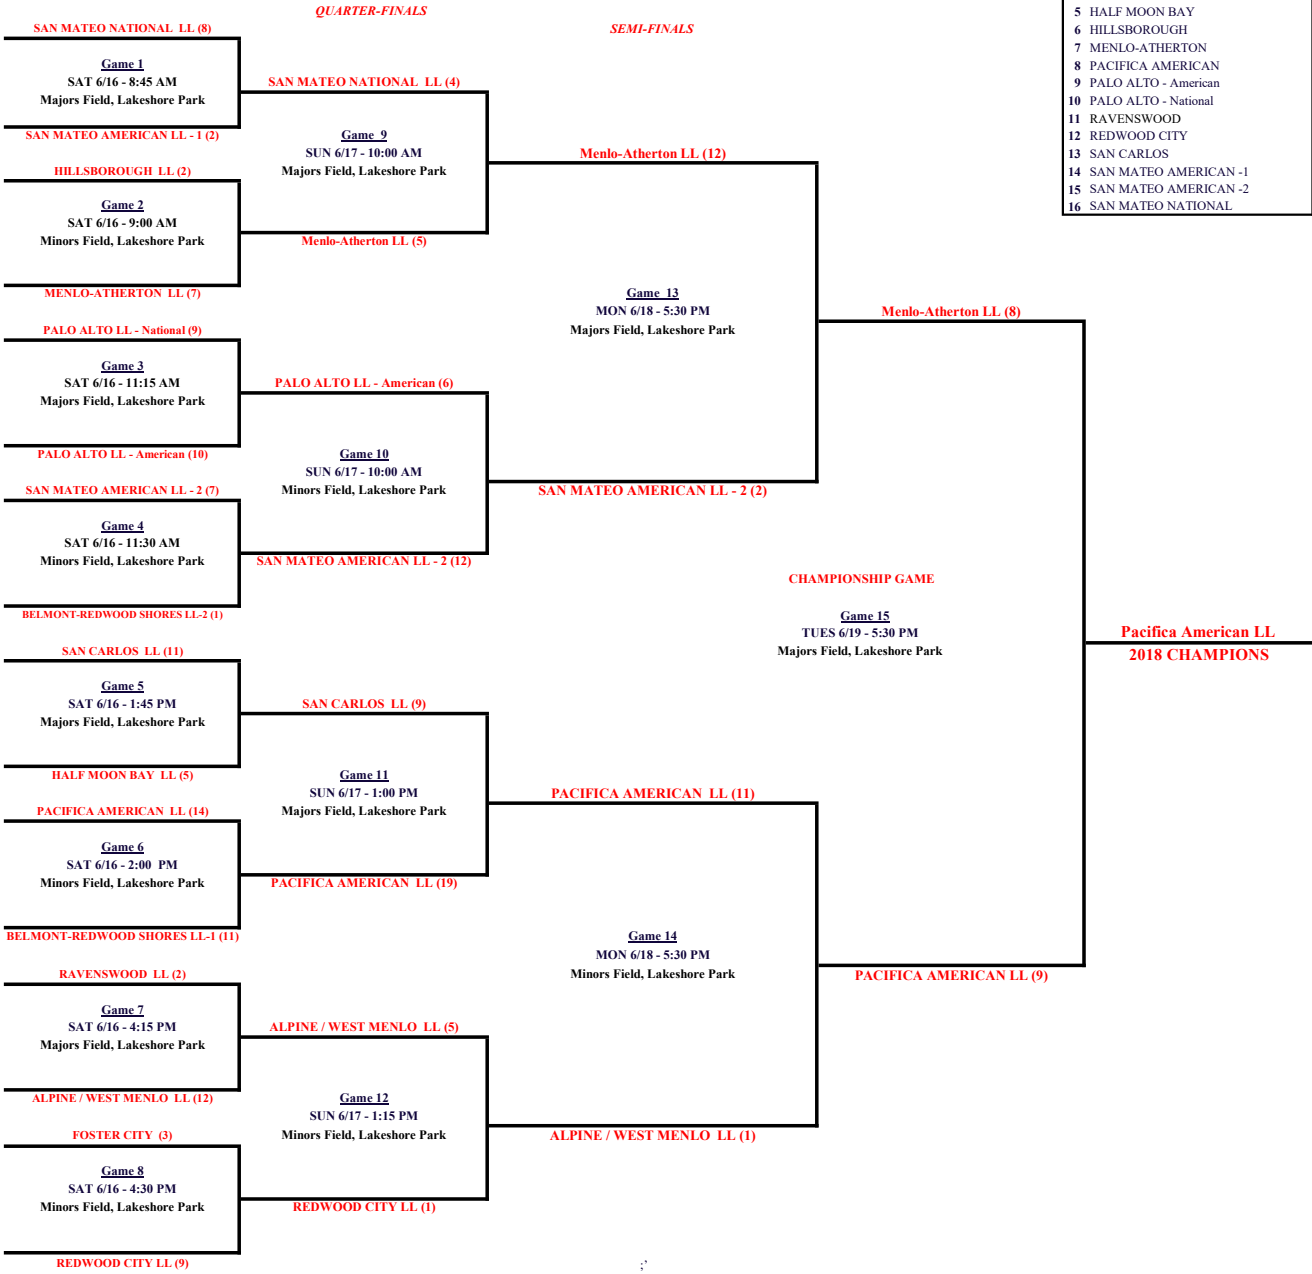 QUARTER-FINALS
SEMI-FINALS
5 HALF MOON BAY
6 HILLSBOROUGH
7 MENLO-ATHERTON
8 PACIFICA AMERICAN
9 PALO ALTO - American
10 PALO ALTO - National
11 RAVENSWOOD
12 REDWOOD CITY
13 SAN CARLOS
14 SAN MATEO AMERICAN -1
15 SAN MATEO AMERICAN -2
16 SAN MATEO NATIONAL
SAN MATEO NATIONAL LL (8)
Game 1
SAT 6/16 - 8:45 AM
Majors Field, Lakeshore Park
SAN MATEO AMERICAN LL - 1 (2)
HILLSBOROUGH LL (2)
Game 2
SAT 6/16 - 9:00 AM
Minors Field, Lakeshore Park
MENLO-ATHERTON LL (7)
PALO ALTO LL - National (9)
Game 3
SAT 6/16 - 11:15 AM
Majors Field, Lakeshore Park
PALO ALTO LL - American (10)
SAN MATEO AMERICAN LL - 2 (7)
Game 4
SAT 6/16 - 11:30 AM
Minors Field, Lakeshore Park
BELMONT-REDWOOD SHORES LL-2 (1)
SAN CARLOS LL (11)
Game 5
SAT 6/16 - 1:45 PM
Majors Field, Lakeshore Park
HALF MOON BAY LL (5)
PACIFICA AMERICAN LL (14)
Game 6
SAT 6/16 - 2:00 PM
Minors Field, Lakeshore Park
BELMONT-REDWOOD SHORES LL-1 (11)
RAVENSWOOD LL (2)
Game 7
SAT 6/16 - 4:15 PM
Majors Field, Lakeshore Park
ALPINE / WEST MENLO LL (12)
FOSTER CITY (3)
Game 8
SAT 6/16 - 4:30 PM
Minors Field, Lakeshore Park
REDWOOD CITY LL (9)
SAN MATEO NATIONAL LL (4)
Game 9
SUN 6/17 - 10:00 AM
Majors Field, Lakeshore Park
Menlo-Atherton LL (5)
PALO ALTO LL - American (6)
Game 10
SUN 6/17 - 10:00 AM
Minors Field, Lakeshore Park
SAN MATEO AMERICAN LL - 2 (12)
SAN CARLOS LL (9)
Game 11
SUN 6/17 - 1:00 PM
Majors Field, Lakeshore Park
PACIFICA AMERICAN LL (19)
ALPINE / WEST MENLO LL (5)
Game 12
SUN 6/17 - 1:15 PM
Minors Field, Lakeshore Park
REDWOOD CITY LL (1)
Menlo-Atherton LL (12)
Game 13
MON 6/18 - 5:30 PM
Majors Field, Lakeshore Park
SAN MATEO AMERICAN LL - 2 (2)
PACIFICA AMERICAN LL (11)
Game 14
MON 6/18 - 5:30 PM
Minors Field, Lakeshore Park
ALPINE / WEST MENLO LL (1)
Menlo-Atherton LL (8)
CHAMPIONSHIP GAME
Game 15
TUES 6/19 - 5:30 PM
Majors Field, Lakeshore Park
PACIFICA AMERICAN LL (9)
Pacifica American LL
2018 CHAMPIONS
;'